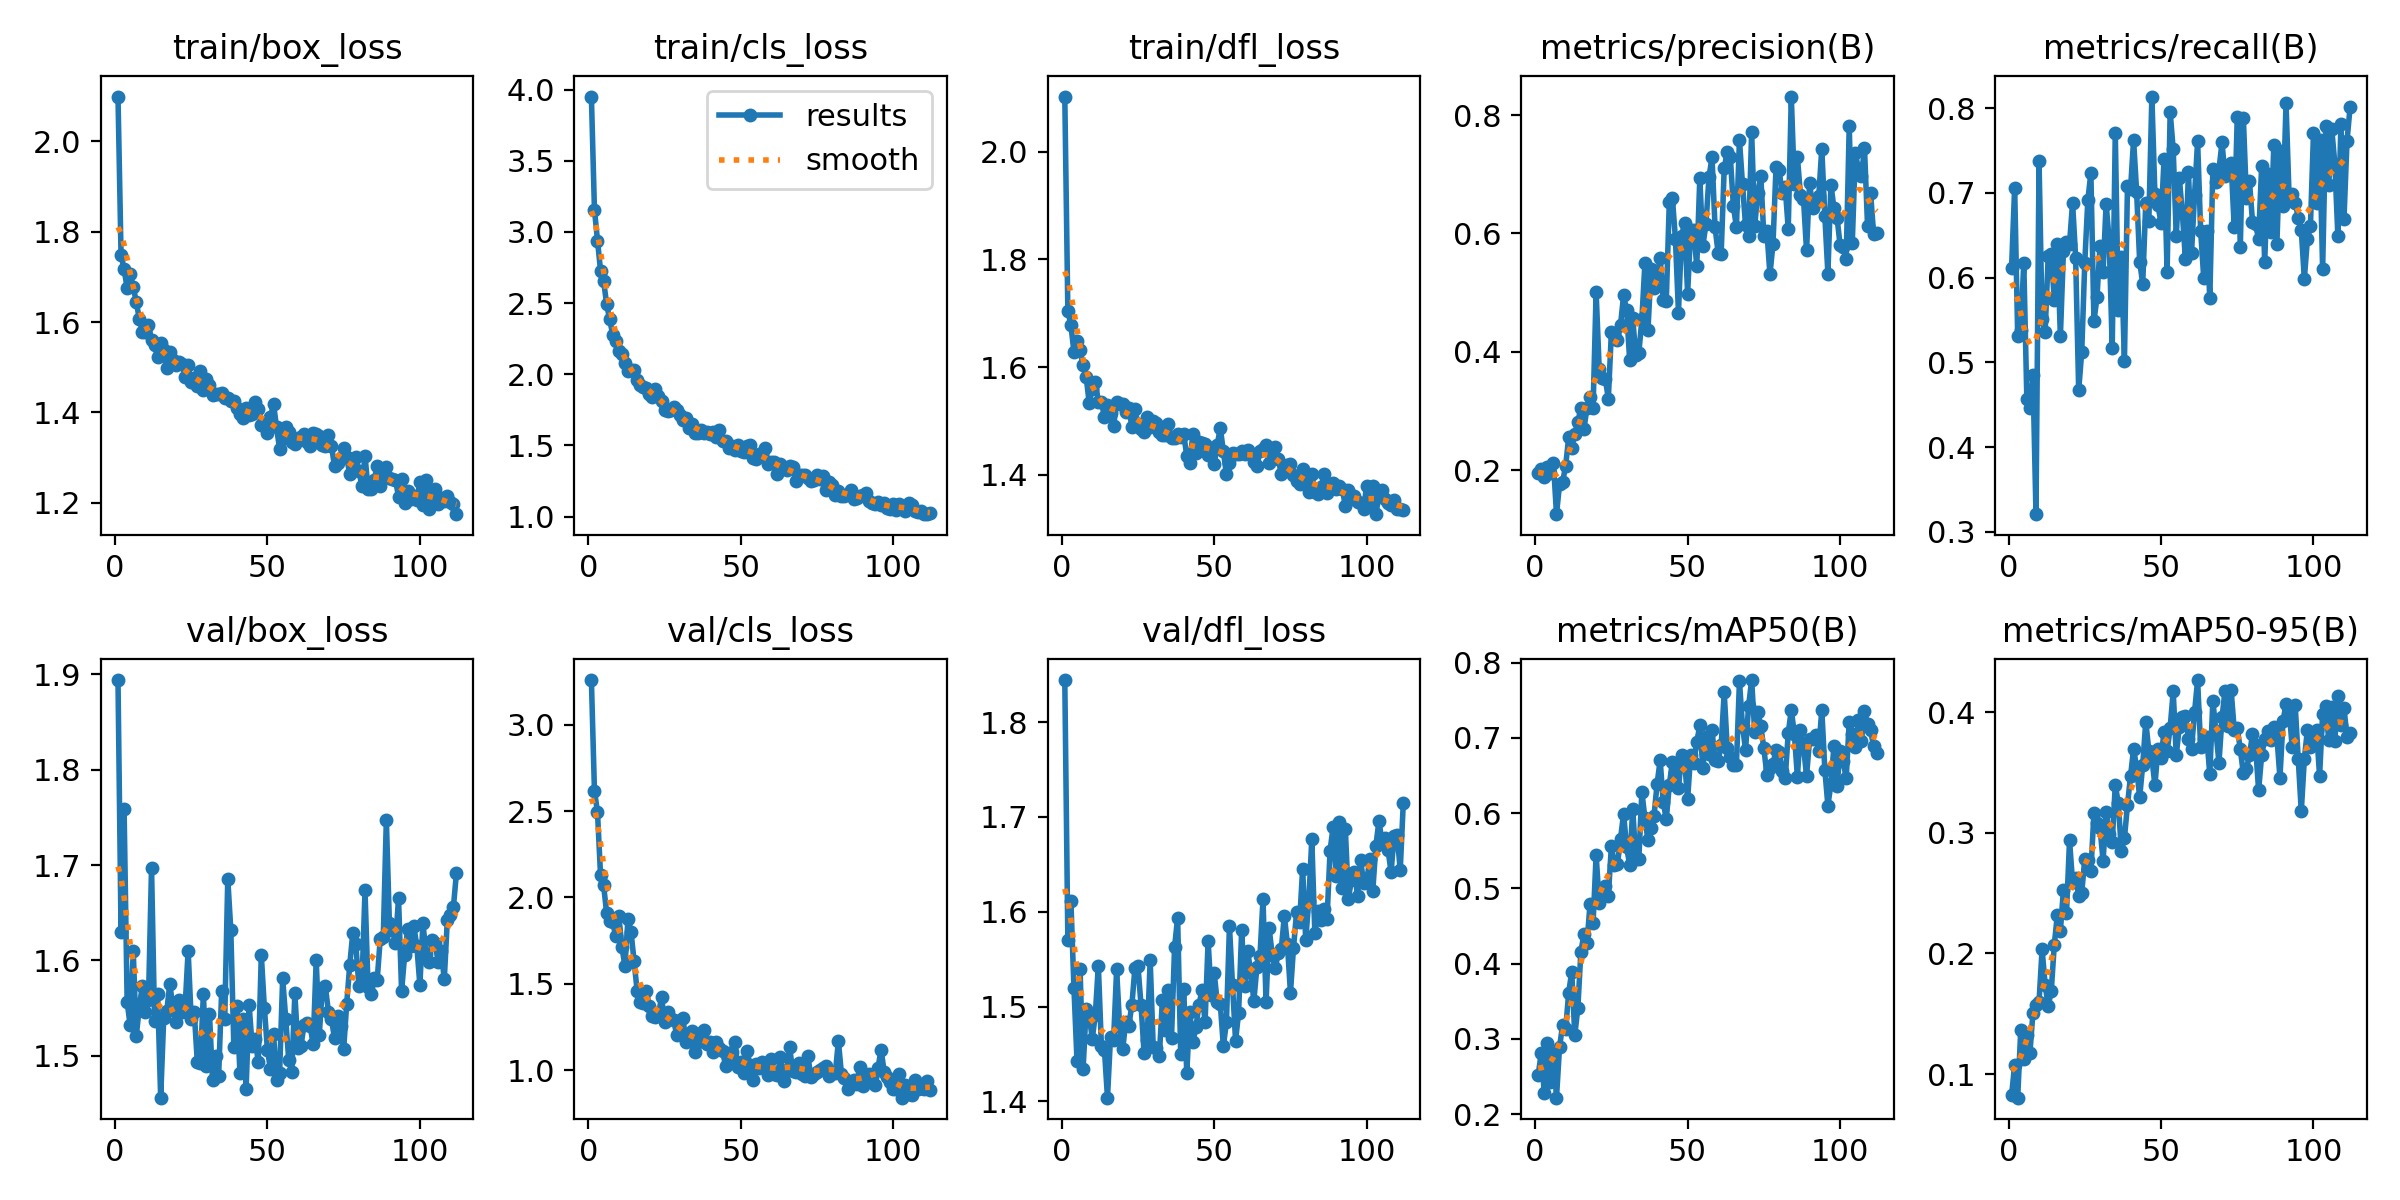 train/box_loss
2.0
1.8
1.6
1.4
1.2
0 50 100
train/cls_loss
results
smooth
4.0
3.5
3.0
2.5
2.0
1.5
1.0
0 50 100
train/dfl_loss
2.0
1.8
1.6
1.4
0 50 100
metrics/precision(B)
0.8
0.6
0.4
0.2
0 50 100
metrics/recall(B)
0.8
0.7
0.6
0.5
0.4
0.3
0 50 100
val/box_loss
1.9
1.8
1.7
1.6
1.5
0 50 100
val/cls_loss
3.0
2.5
2.0
1.5
1.0
0 50 100
val/dfl_loss
1.8
1.7
1.6
1.5
1.4
0 50 100
metrics/mAP50(B)
0.8
0.7
0.6
0.5
0.4
0.3
0.2
0 50 100
metrics/mAP50-95(B)
0.4
0.3
0.2
0.1
0 50 100